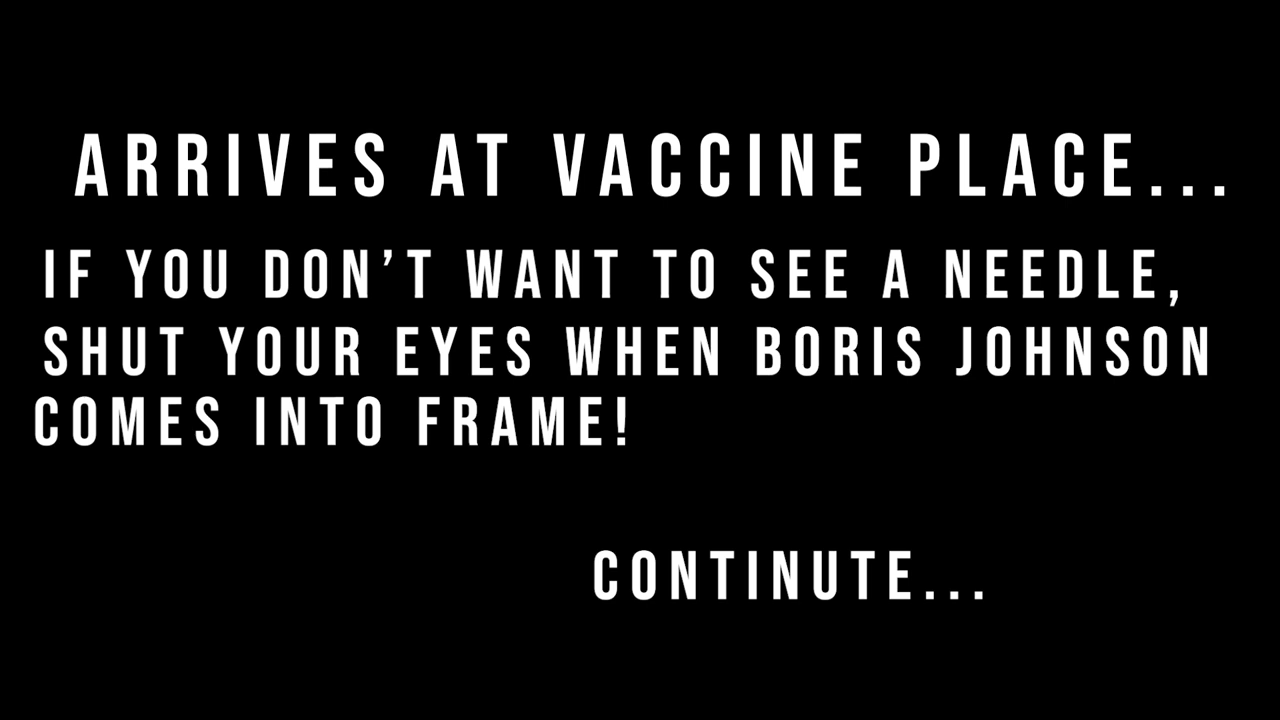 ARRIVES AT VACCINE PLACE...
IF YOU DON'T WANT TO SEE A NEEDLE,
SHUT YOUR EYES WHEN BORIS JOHNSON
COMES INTO FRAME!
CONTINUTE...